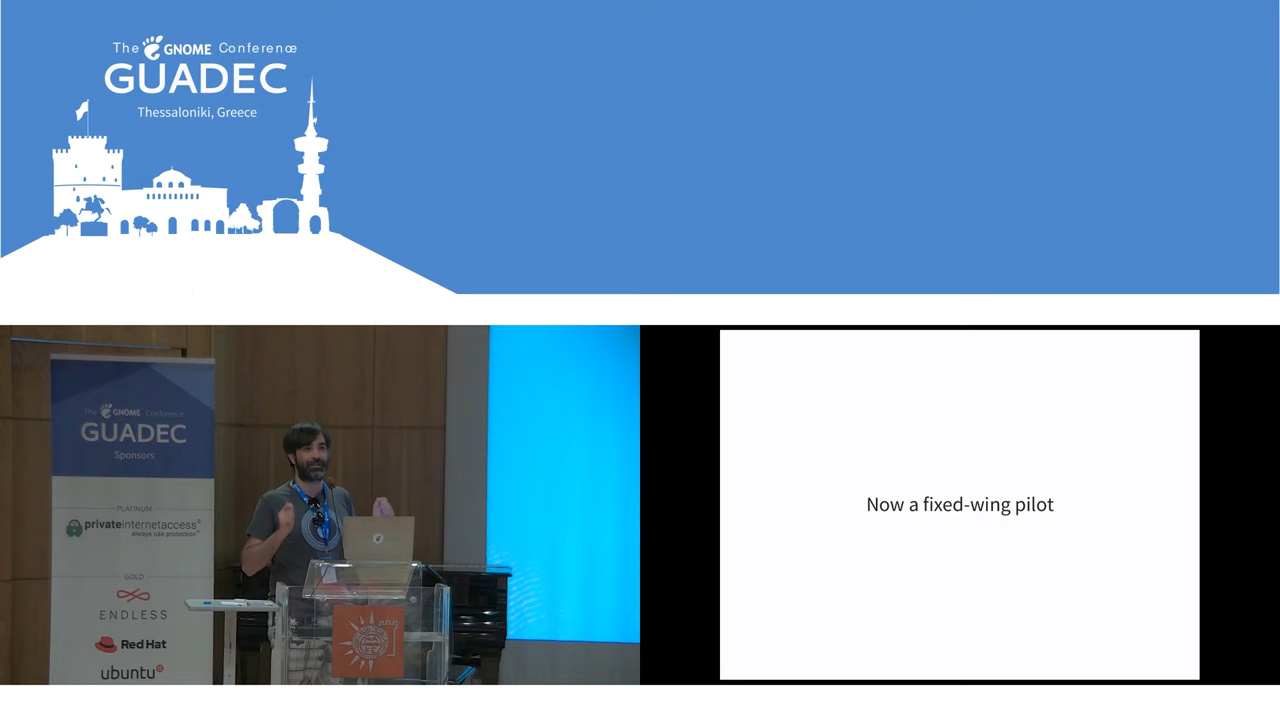 The GNOME Conference
GUADEC
Thessaloniki, Greece
The GNOME Conference
GUADEC
Sponsors
PLATINUM
privateinternetaccess®
always use protection®
GOLD
ENDLESS
Red Hat
ubuntu®
Now a fixed-wing pilot